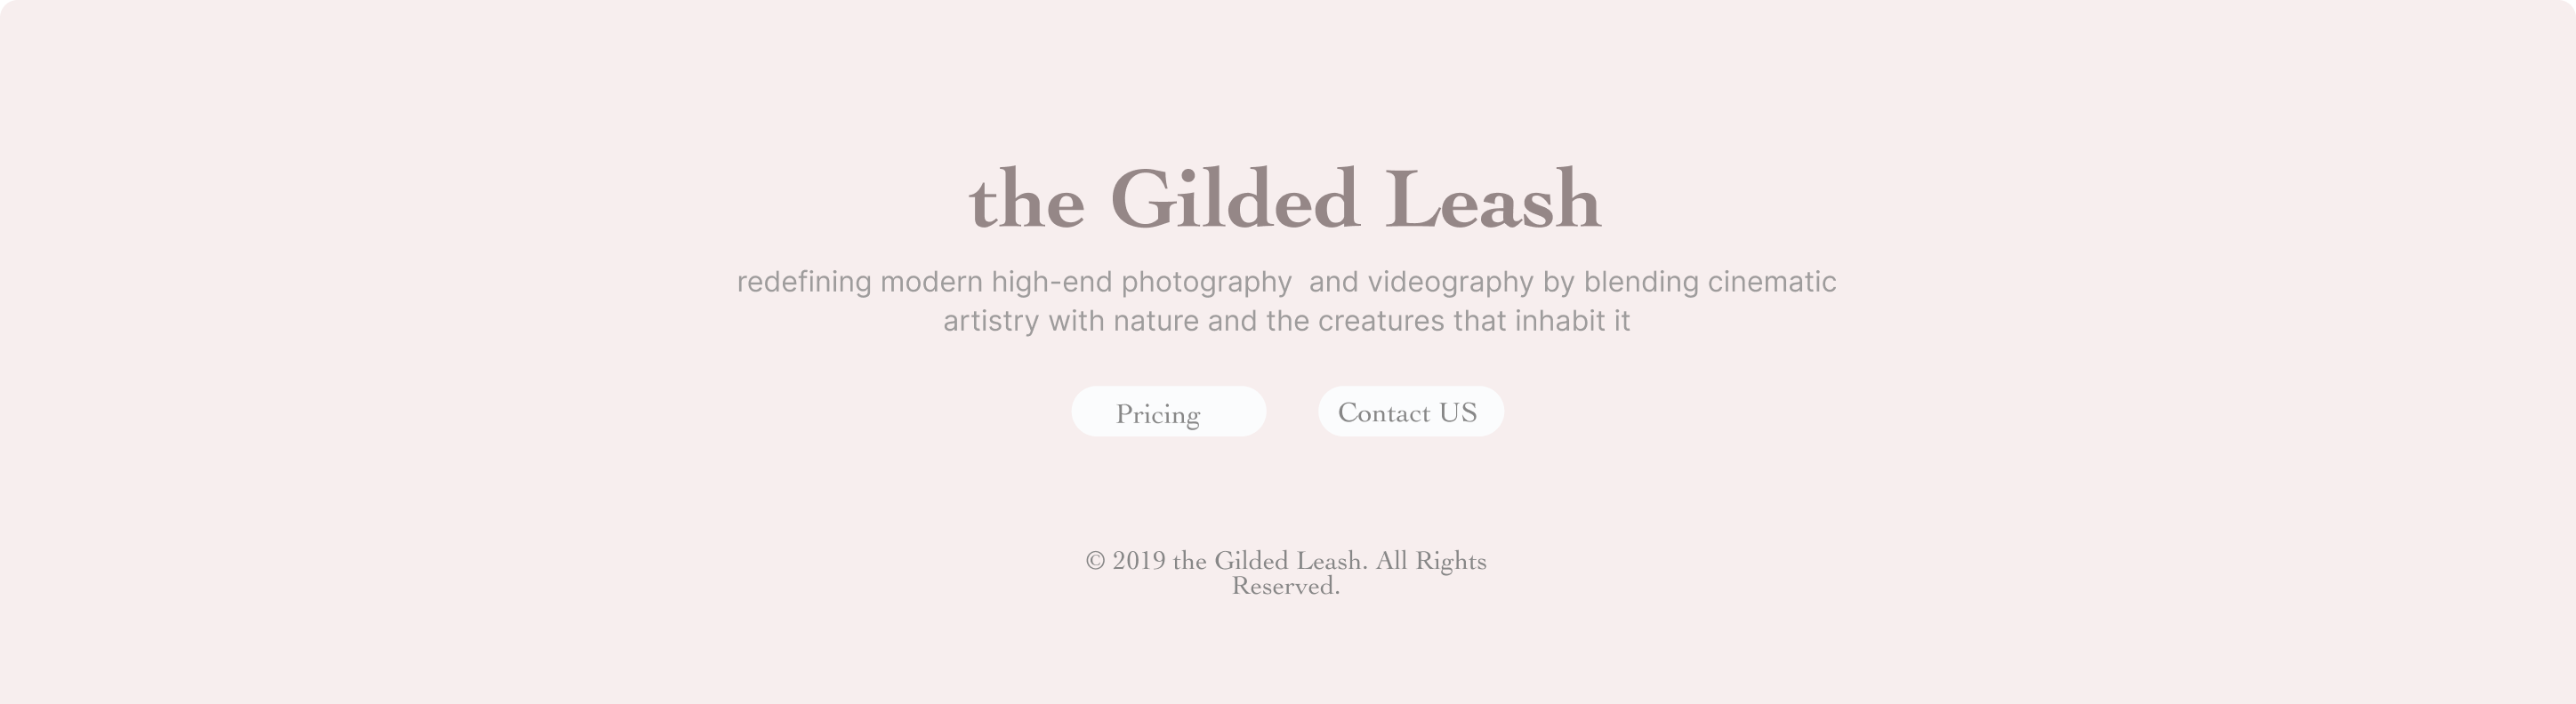 the Gilded Leash
redefining modern high-end photography  and videography by blending cinematic
artistry with nature and the creatures that inhabit it
Pricing
Contact US
© 2019 the Gilded Leash. All Rights
Reserved.